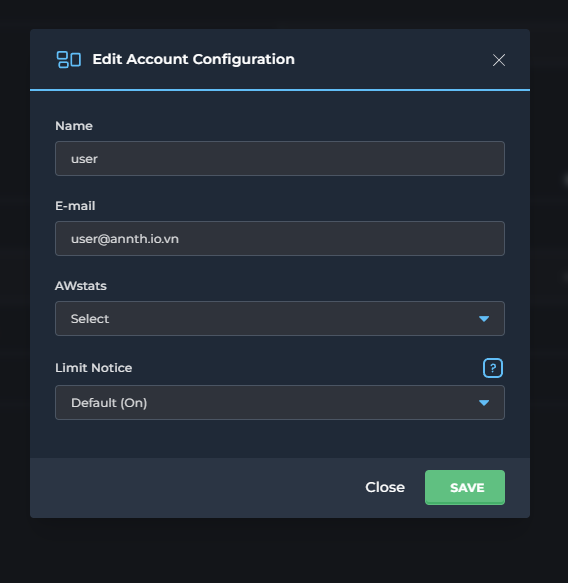 Edit Account Configuration
Name
user
E-mail
user@annth.io.vn
AWstats
Select
Limit Notice
?
Default (On)
Close
SAVE